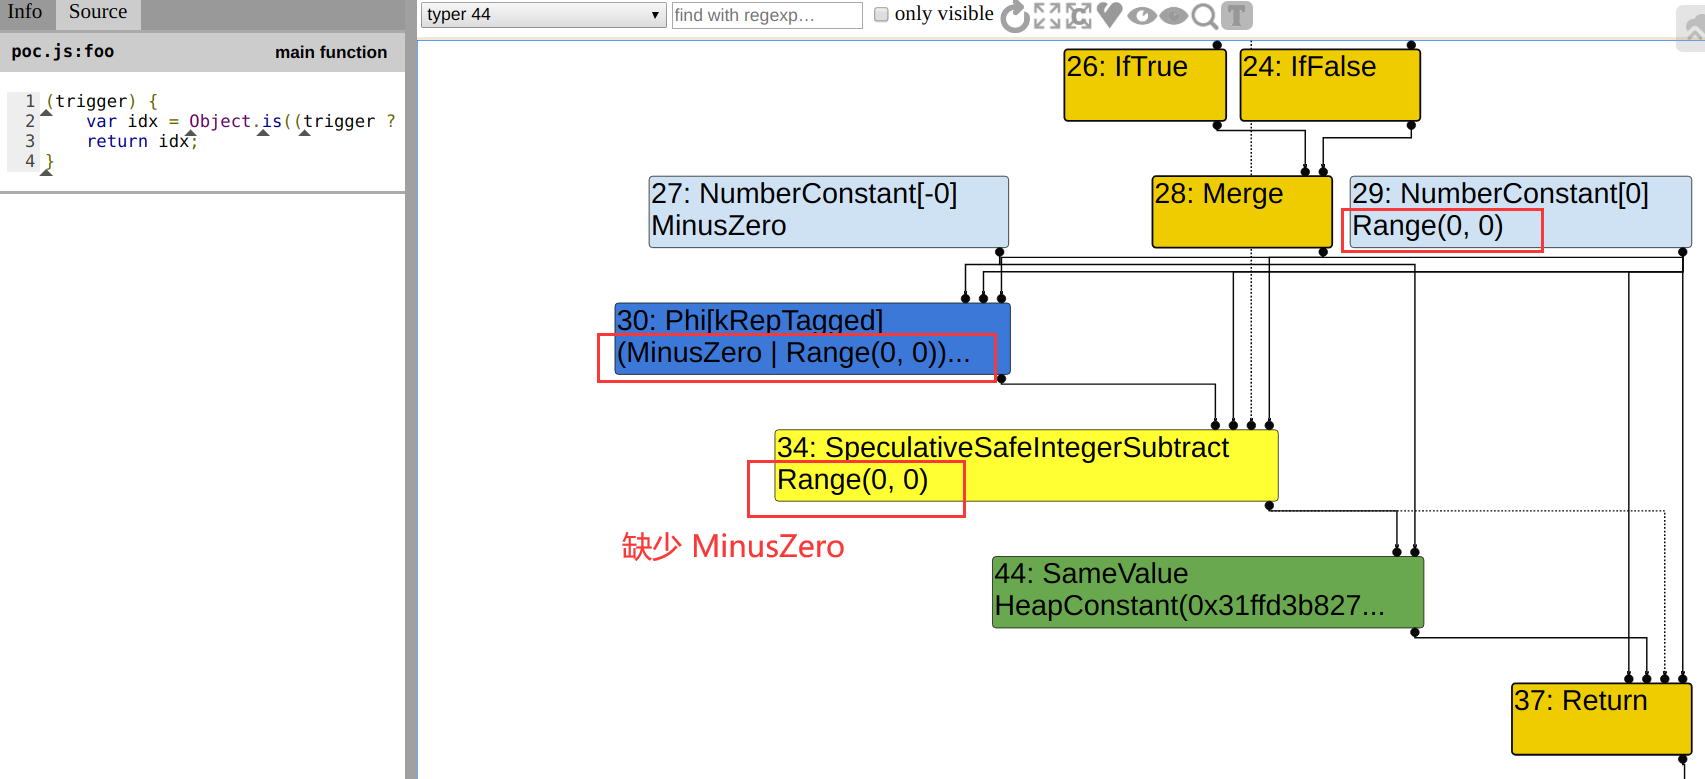 Info Source
poc.js:foo main function
1 (trigger) {
2 var idx = Object.is((trigger ?
3 return idx;
4 }
typer 44
find with regexp…
only visible
T
26: IfTrue
24: IfFalse
27: NumberConstant[-0]
MinusZero
28: Merge
29: NumberConstant[0]
Range(0, 0)
30: Phi[kRepTagged]
(MinusZero | Range(0, 0))...
34: SpeculativeSafeIntegerSubtract
Range(0, 0)
缺少 MinusZero
44: SameValue
HeapConstant(0x31ffd3b827...
37: Return